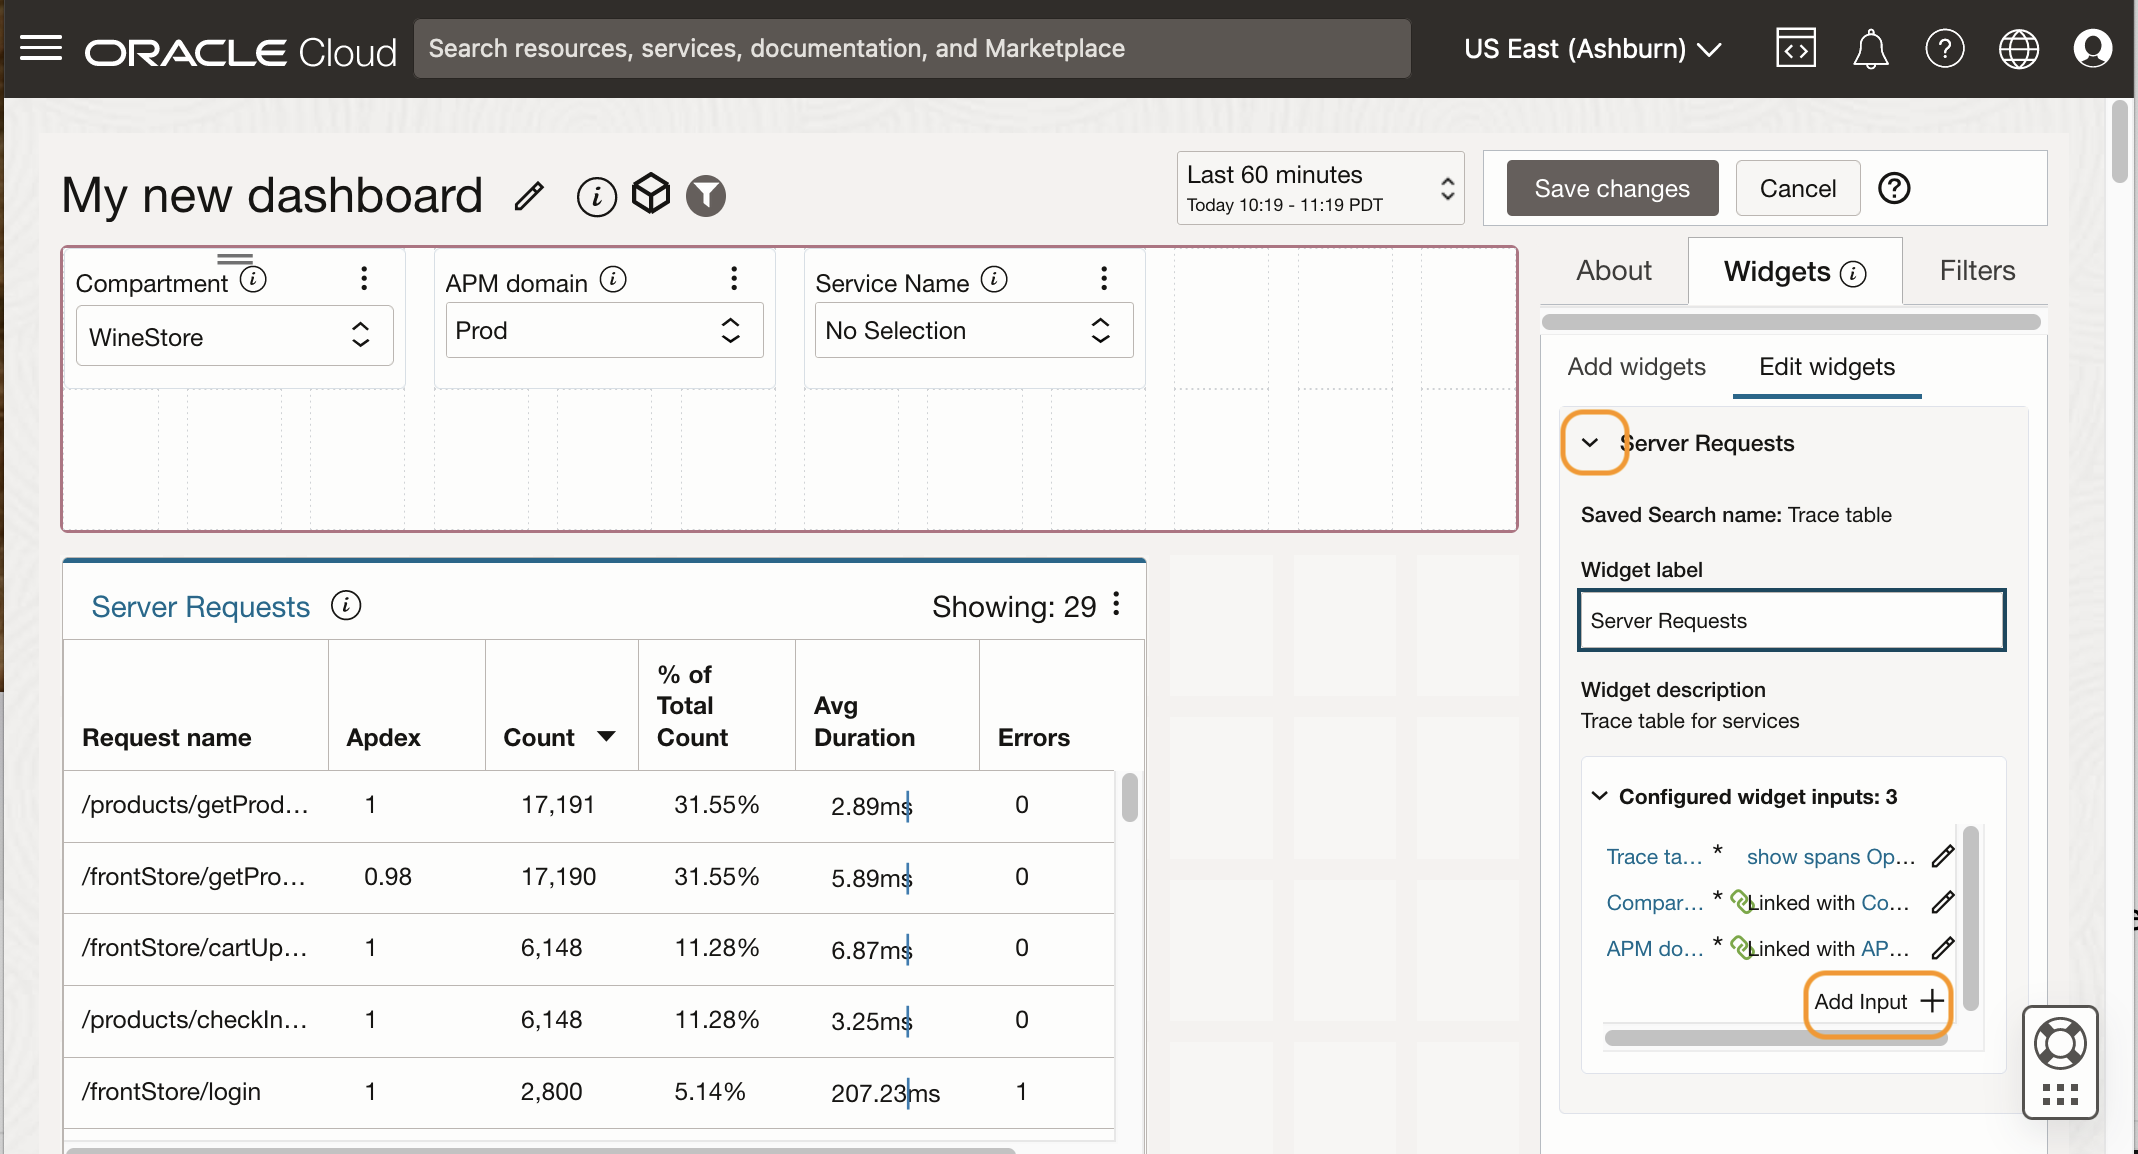 ORACLE Cloud
Search resources, services, documentation, and Marketplace
US East (Ashburn)
My new dashboard
Last 60 minutes
Today 10:19 - 11:19 PDT
Save changes
Cancel
Compartment
WineStore
APM domain
Prod
Service Name
No Selection
About
Widgets
Filters
Add widgets
Edit widgets
Server Requests
Saved Search name: Trace table
Widget label
Server Requests
Widget description
Trace table for services
Configured widget inputs: 3
Trace ta... * show spans Op...
Compar... * Linked with Co...
APM do... * Linked with AP...
Add Input +
Server Requests
Showing: 29
Request name Apdex Count % of Total Count Avg Duration Errors
/products/getProd... 1 17,191 31.55% 2.89ms 0
/frontStore/getPro... 0.98 17,190 31.55% 5.89ms 0
/frontStore/cartUp... 1 6,148 11.28% 6.87ms 0
/products/checkIn... 1 6,148 11.28% 3.25ms 0
/frontStore/login 1 2,800 5.14% 207.23ms 1